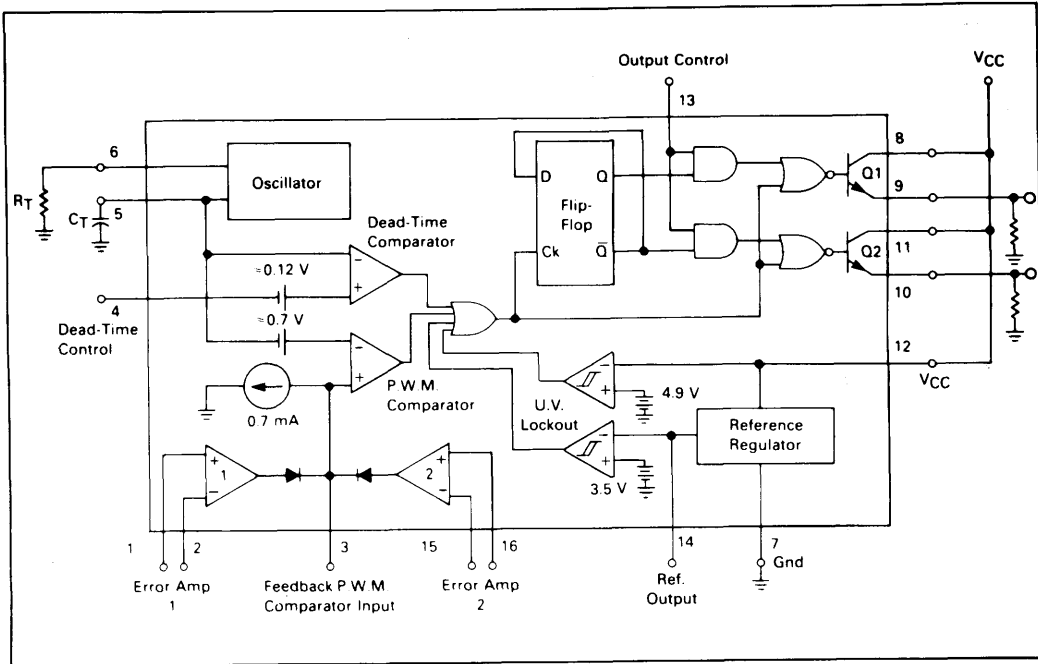 Output Control
VCC
13
6
8
Oscillator
D
Q
Q1
RT
CT
5
9
Flip-
Flop
Dead-Time
Comparator
11
Ck
Q̅
Q2
≈0.12 V
10
4
≈0.7 V
Dead-Time
Control
12
VCC
P.W.M.
Comparator
4.9 V
U.V.
Lockout
Reference
Regulator
0.7 mA
3.5 V
1
2
1
2
3
15
16
14
7
Gnd
Error Amp
1
Feedback P.W.M.
Comparator Input
Error Amp
2
Ref.
Output